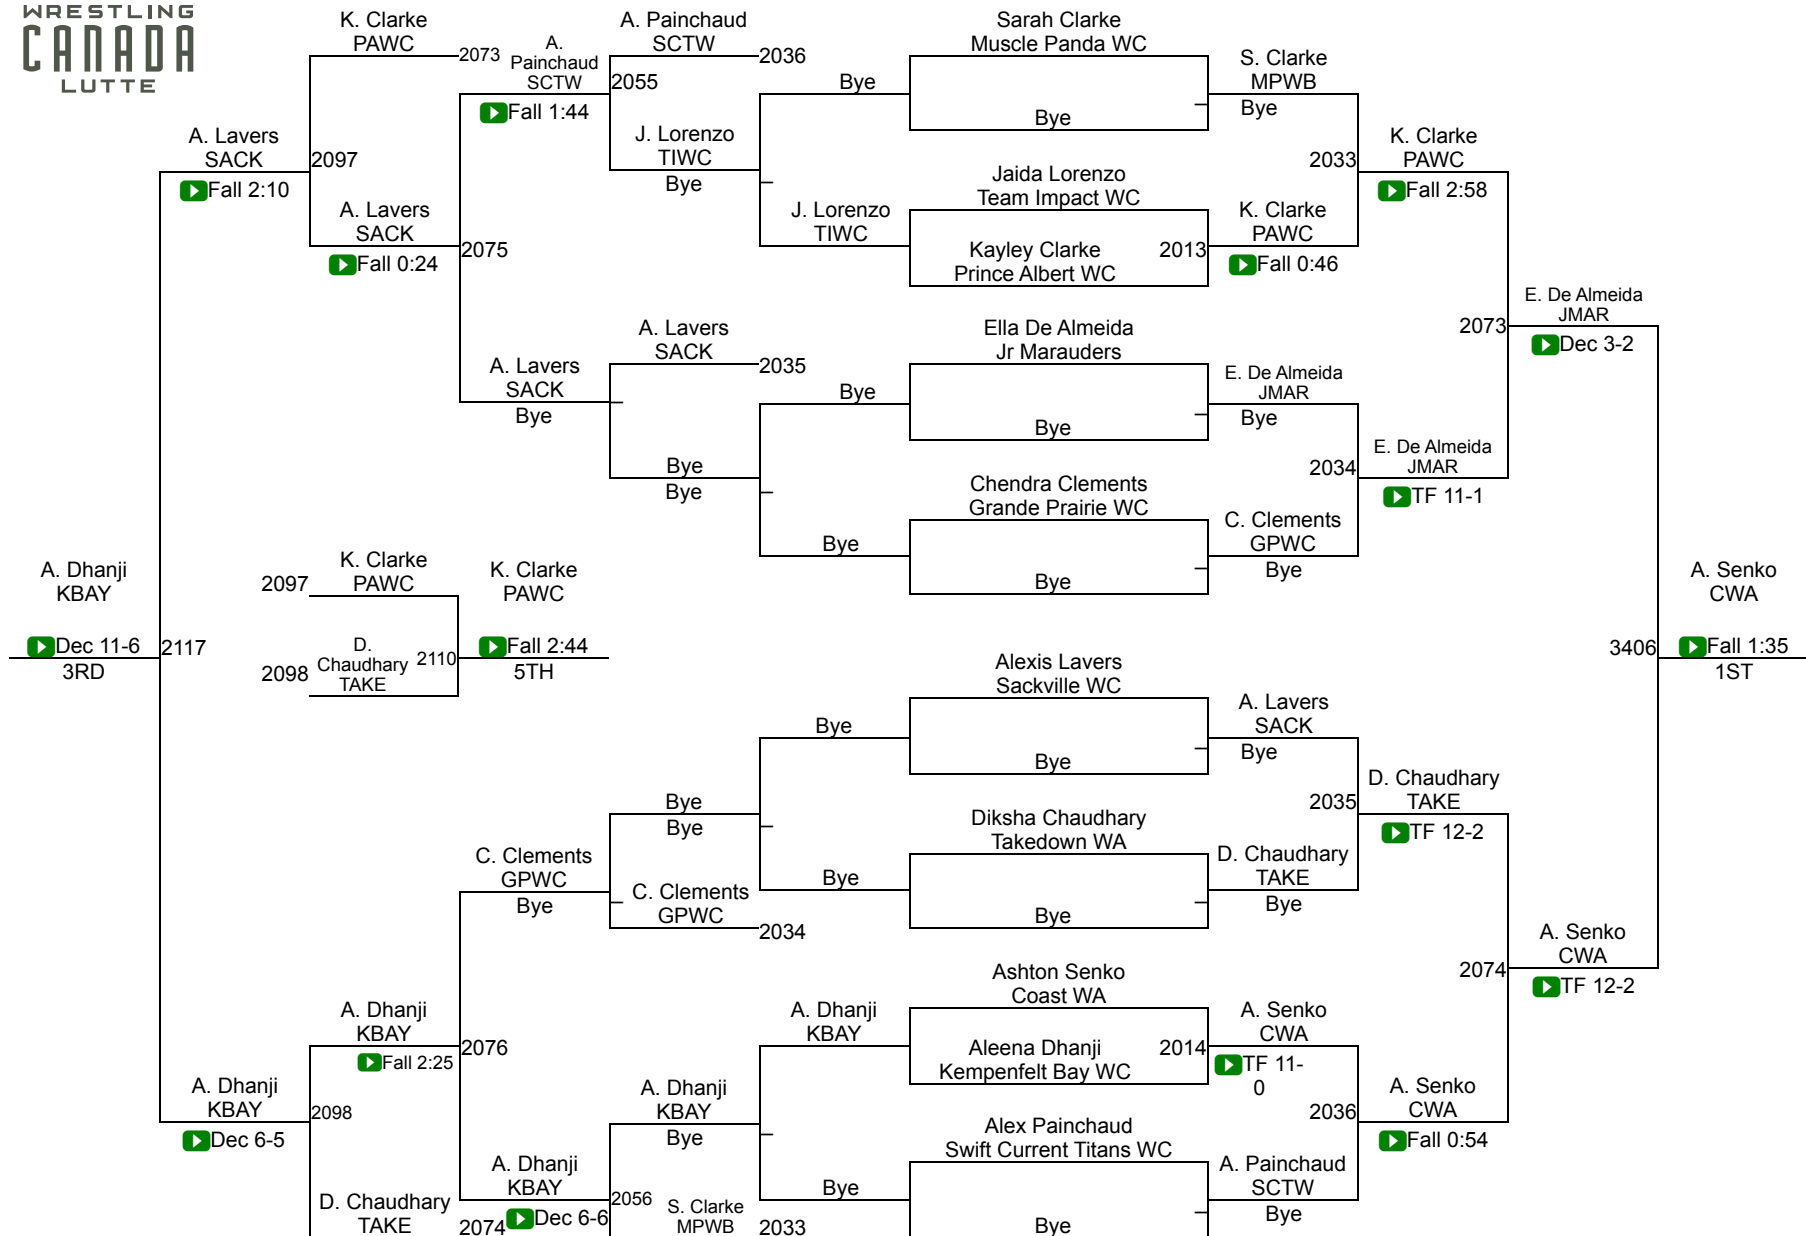 WRESTLING
CANADA
LUTTE
K. Clarke
PAWC
2073
A.
Painchaud
SCTW
2055
Fall 1:44
A. Painchaud
SCTW
2036
Bye
Sarah Clarke
Muscle Panda WC
Bye
S. Clarke
MPWB
Bye
2033
K. Clarke
PAWC
Fall 2:58
A. Lavers
SACK
Fall 2:10
2097
A. Lavers
SACK
Fall 0:24
2075
J. Lorenzo
TIWC
Bye
J. Lorenzo
TIWC
Jaida Lorenzo
Team Impact WC
Kayley Clarke
Prince Albert WC
2013
K. Clarke
PAWC
Fall 0:46
A. Lavers
SACK
Bye
A. Lavers
SACK
2035
Bye
Bye
Bye
Ella De Almeida
Jr Marauders
Bye
E. De Almeida
JMAR
Bye
2034
E. De Almeida
JMAR
TF 11-1
2073
E. De Almeida
JMAR
Dec 3-2
Bye
Chendra Clements
Grande Prairie WC
Bye
C. Clements
GPWC
Bye
A. Dhanji
KBAY
Dec 11-6
3RD
2117
2097
K. Clarke
PAWC
2098
D.
Chaudhary
TAKE
2110
K. Clarke
PAWC
Fall 2:44
5TH
3406
A. Senko
CWA
Fall 1:35
1ST
Bye
Alexis Lavers
Sackville WC
Bye
A. Lavers
SACK
Bye
2035
D. Chaudhary
TAKE
TF 12-2
C. Clements
GPWC
Bye
Bye
Bye
C. Clements
GPWC
2034
Bye
Diksha Chaudhary
Takedown WA
Bye
D. Chaudhary
TAKE
Bye
2074
A. Senko
CWA
TF 12-2
A. Dhanji
KBAY
Fall 2:25
2076
A. Dhanji
KBAY
Ashton Senko
Coast WA
Aleena Dhanji
Kempenfelt Bay WC
2014
A. Senko
CWA
TF 11-
0
2036
A. Senko
CWA
Fall 0:54
A. Dhanji
KBAY
Dec 6-5
2098
A. Dhanji
KBAY
Bye
Alex Painchaud
Swift Current Titans WC
Bye
Bye
A. Painchaud
SCTW
Bye
D. Chaudhary
TAKE
2074
A. Dhanji
KBAY
Dec 6-6
2056
S. Clarke
MPWB
2033